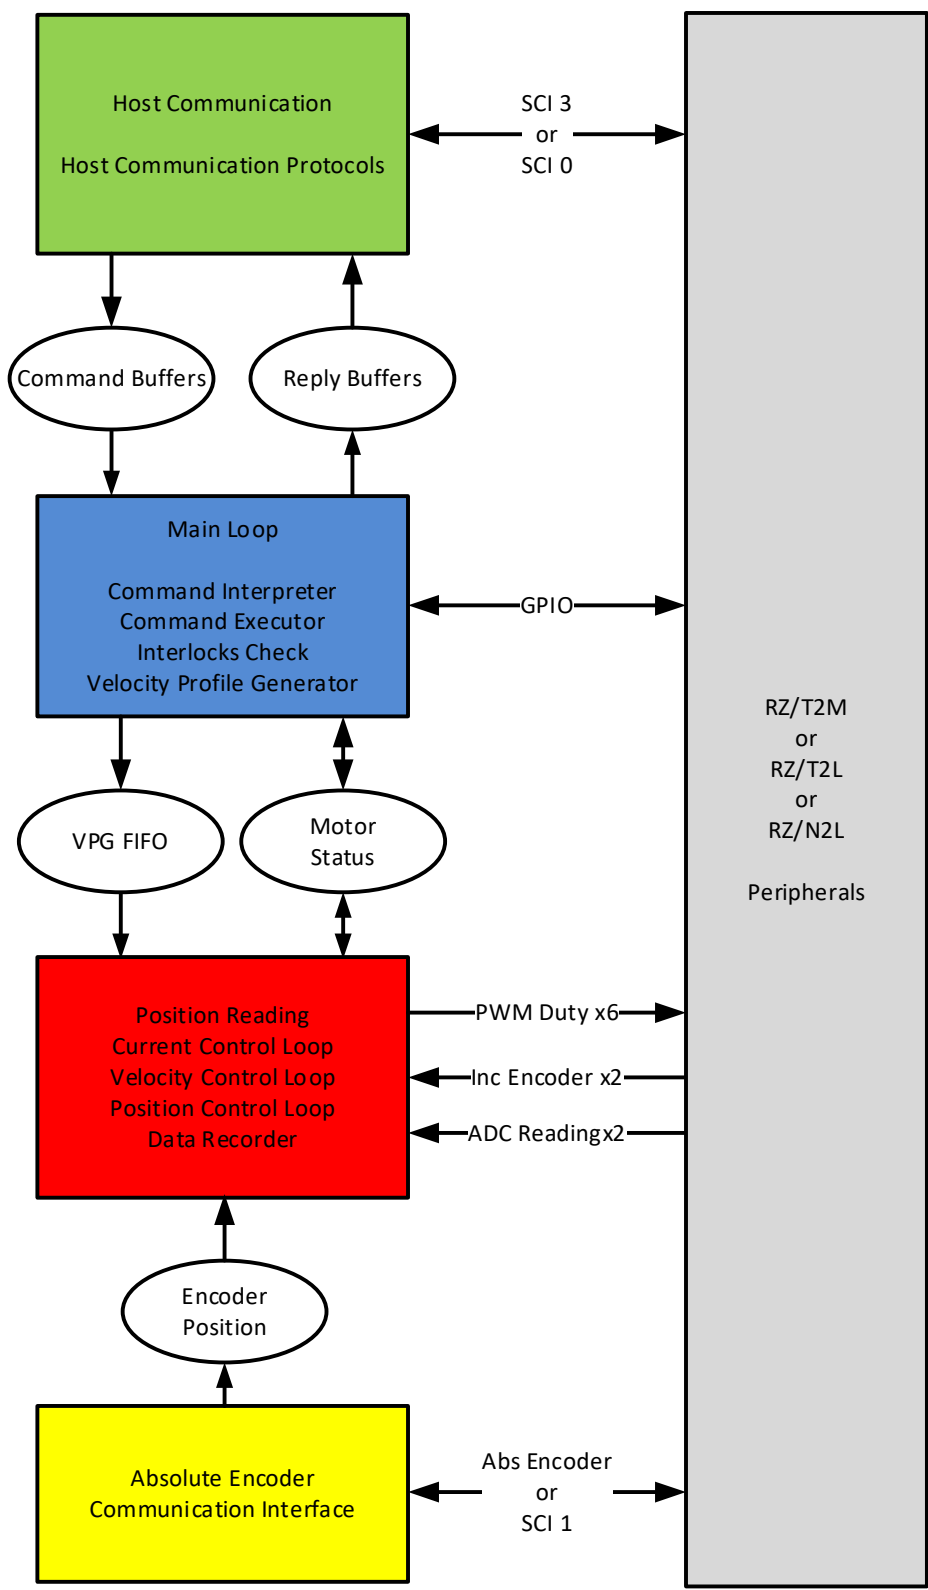 Host Communication
Host Communication Protocols
SCI 3
or
SCI 0
Command Buffers
Reply Buffers
Main Loop
Command Interpreter
Command Executor
Interlocks Check
Velocity Profile Generator
GPIO
RZ/T2M
or
RZ/T2L
or
RZ/N2L
Peripherals
VPG FIFO
Motor
Status
Position Reading
Current Control Loop
Velocity Control Loop
Position Control Loop
Data Recorder
PWM Duty x6
Inc Encoder x2
ADC Readingx2
Encoder
Position
Absolute Encoder
Communication Interface
Abs Encoder
or
SCI 1